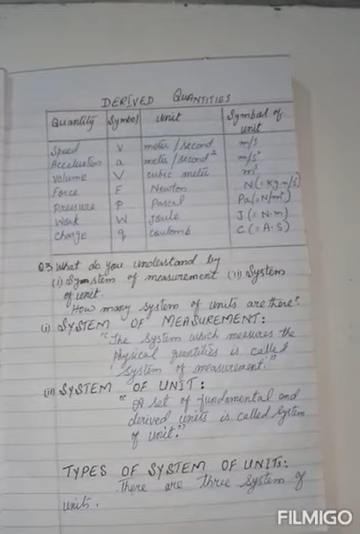 DERIVED QUANTITIES
Quantity Symbol Unit Symbol of unit
Speed v meter/second m/s
Acceleration a meter/second² m/s²
Volume V cubic meter m³
Force F Newton N (=Kg-m/s)
Pressure P Pascal Pa(=N/m²)
Work W Joule J (=N.m)
Charge q coulomb C (=A.S)
Q3: What do you understand by
(i) System of measurement (ii) System
of unit.
How many system of units are there?
(i) SYSTEM OF MEASUREMENT:
"The system which measures the
physical quantities is called
system of measurement."
(ii) SYSTEM OF UNIT:
"A set of fundamental and
derived units is called system
of unit."
TYPES OF SYSTEM OF UNITS:
There are three system of
units.
FILMIGO